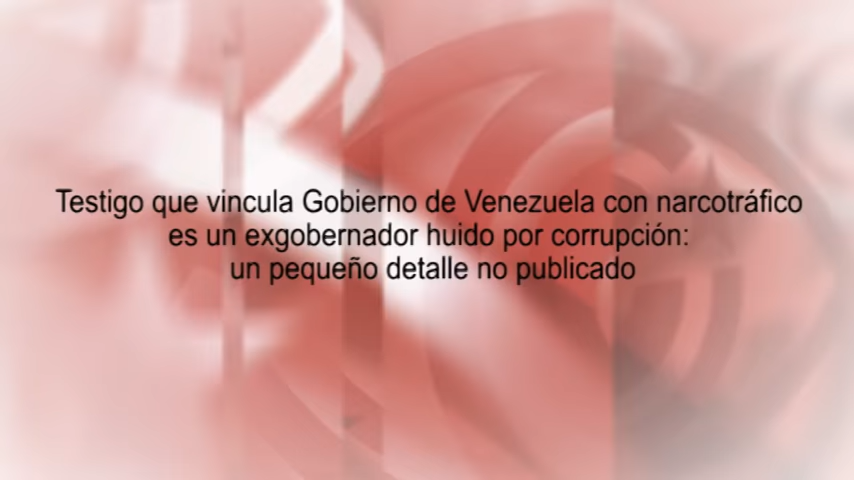 Testigo que vincula Gobierno de Venezuela con narcotráfico
es un exgobernador huido por corrupción:
un pequeño detalle no publicado